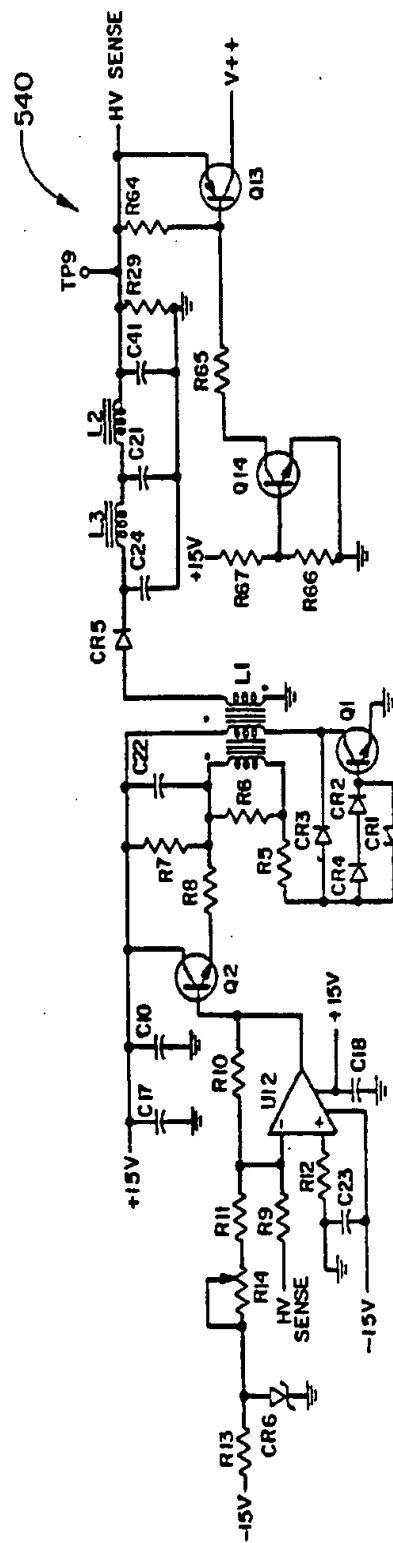 540
HV SENSE
TP9
R64
V++
Q13
R29
C41
L2
C21
L3
C24
R65
Q14
+15V
R67
R66
CR5
L1
C22
R7
R6
R8
R5
CR3
CR2
Q1
CR4
CR1
Q2
C10
C17
+15V
R10
U12
+15V
C18
R11
R9
R12
C23
R14
HV
SENSE
-15V
R13
CR6
-15V